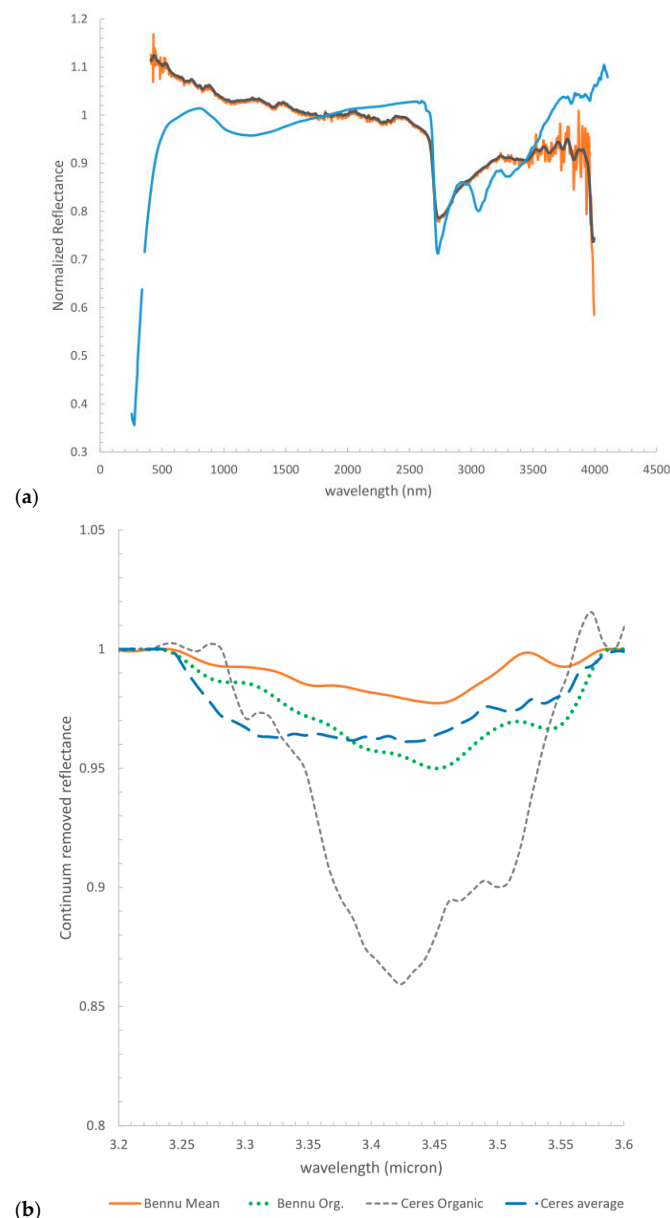 1.2
1.1
1
0.9
0.8
0.7
0.6
0.5
0.4
0.3
Normalized Reflectance
0 500 1000 1500 2000 2500 3000 3500 4000 4500
wavelength (nm)
(a)
1.05
1
0.95
0.9
0.85
0.8
Continuum removed reflectance
3.2 3.25 3.3 3.35 3.4 3.45 3.5 3.55 3.6
wavelength (micron)
(b)
Bennu Mean Bennu Org. Ceres Organic Ceres average